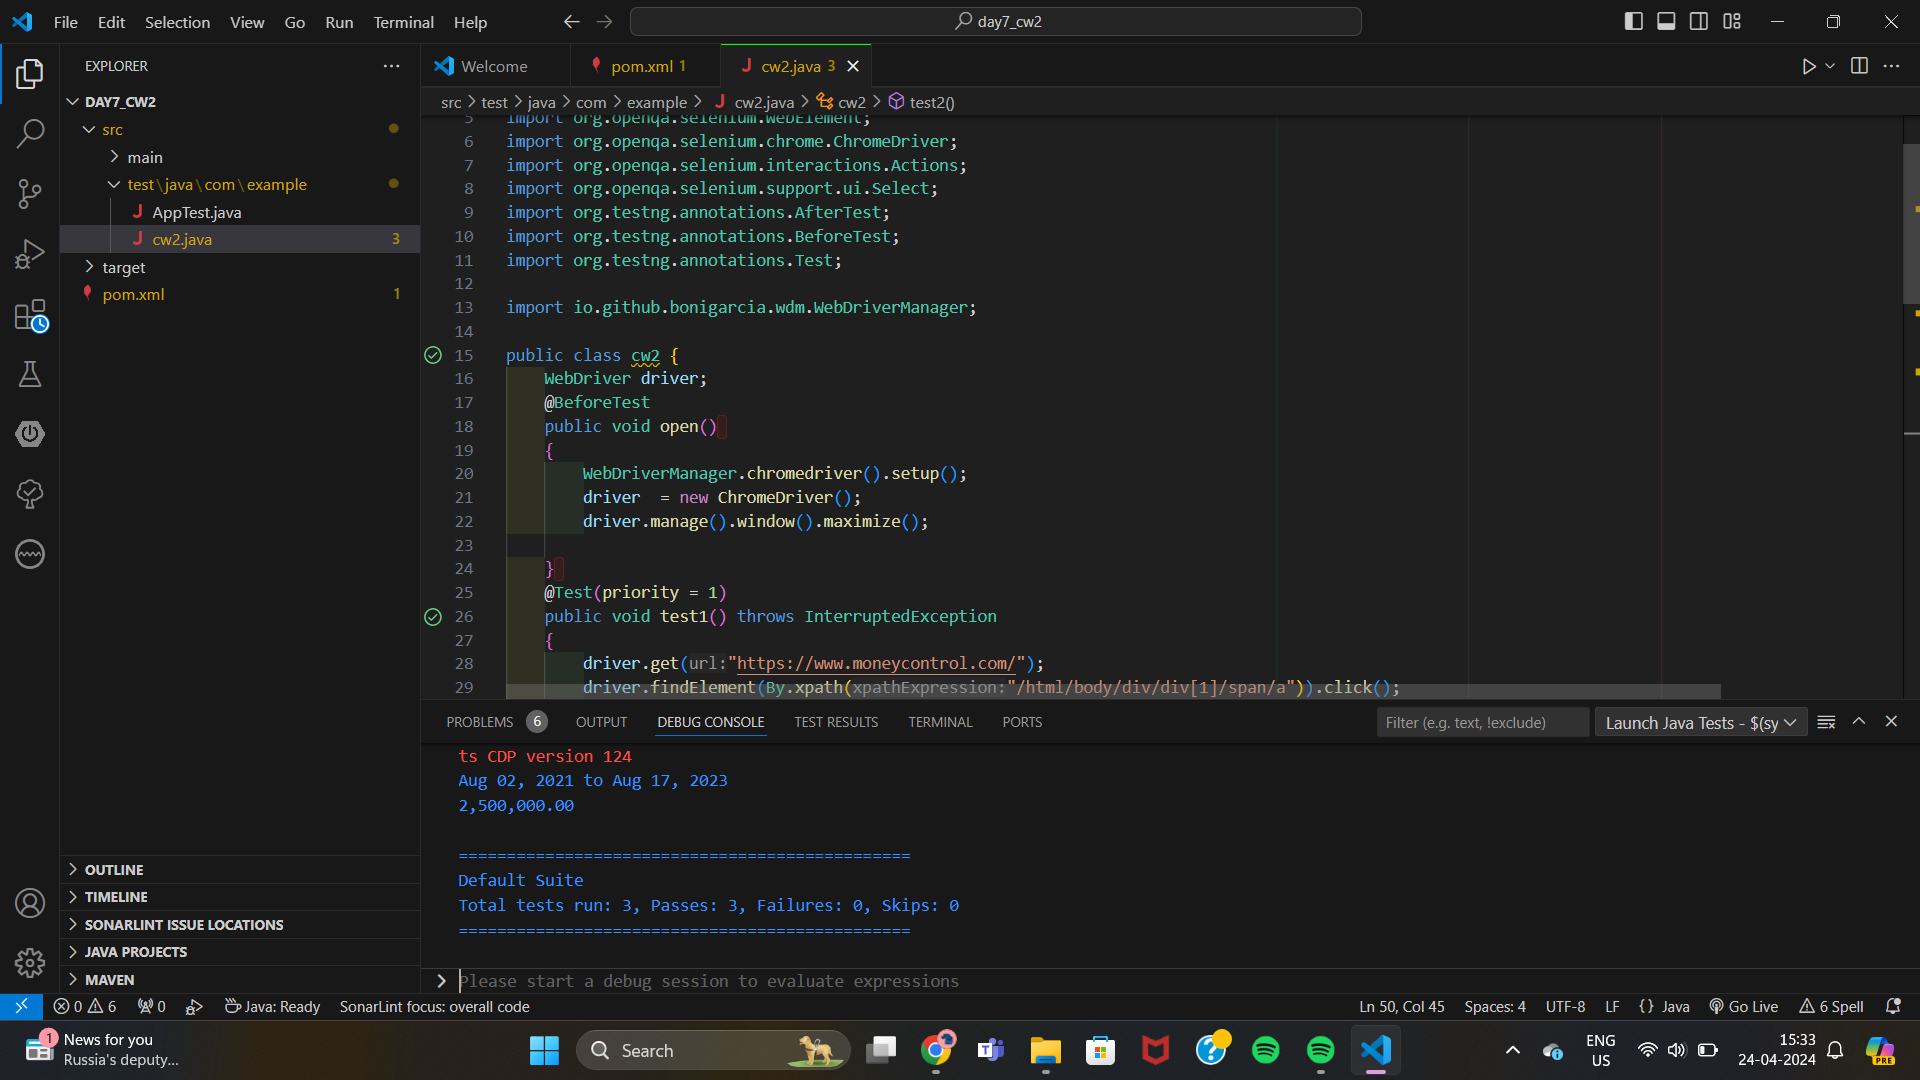 File Edit Selection View Go Run Terminal Help
day7_cw2
EXPLORER
DAY7_CW2
src
main
test\java\com\example
AppTest.java
cw2.java 3
target
pom.xml 1
OUTLINE
TIMELINE
SONARLINT ISSUE LOCATIONS
JAVA PROJECTS
MAVEN
Welcome
pom.xml 1
cw2.java 3
src > test > java > com > example > cw2.java > cw2 > test2()
5 import org.openqa.selenium.WebElement;
6 import org.openqa.selenium.chrome.ChromeDriver;
7 import org.openqa.selenium.interactions.Actions;
8 import org.openqa.selenium.support.ui.Select;
9 import org.testng.annotations.AfterTest;
10 import org.testng.annotations.BeforeTest;
11 import org.testng.annotations.Test;
12
13 import io.github.bonigarcia.wdm.WebDriverManager;
14
15 public class cw2 {
16 WebDriver driver;
17 @BeforeTest
18 public void open()
19 {
20 WebDriverManager.chromedriver().setup();
21 driver  = new ChromeDriver();
22 driver.manage().window().maximize();
23
24 }
25 @Test(priority = 1)
26 public void test1() throws InterruptedException
27 {
28 driver.get(url:"https://www.moneycontrol.com/");
29 driver.findElement(By.xpath(xpathExpression:"/html/body/div/div[1]/span/a")).click();
PROBLEMS 6 OUTPUT DEBUG CONSOLE TEST RESULTS TERMINAL PORTS
Filter (e.g. text, !exclude)
Launch Java Tests - $(sy
ts CDP version 124
Aug 02, 2021 to Aug 17, 2023
2,500,000.00
===============================================
Default Suite
Total tests run: 3, Passes: 3, Failures: 0, Skips: 0
===============================================
Please start a debug session to evaluate expressions
0 6 0 Java: Ready SonarLint focus: overall code
Ln 50, Col 45 Spaces: 4 UTF-8 LF {} Java Go Live 6 Spell
1
News for you
Russia's deputy...
Search
ENG
US
15:33
24-04-2024
PRE